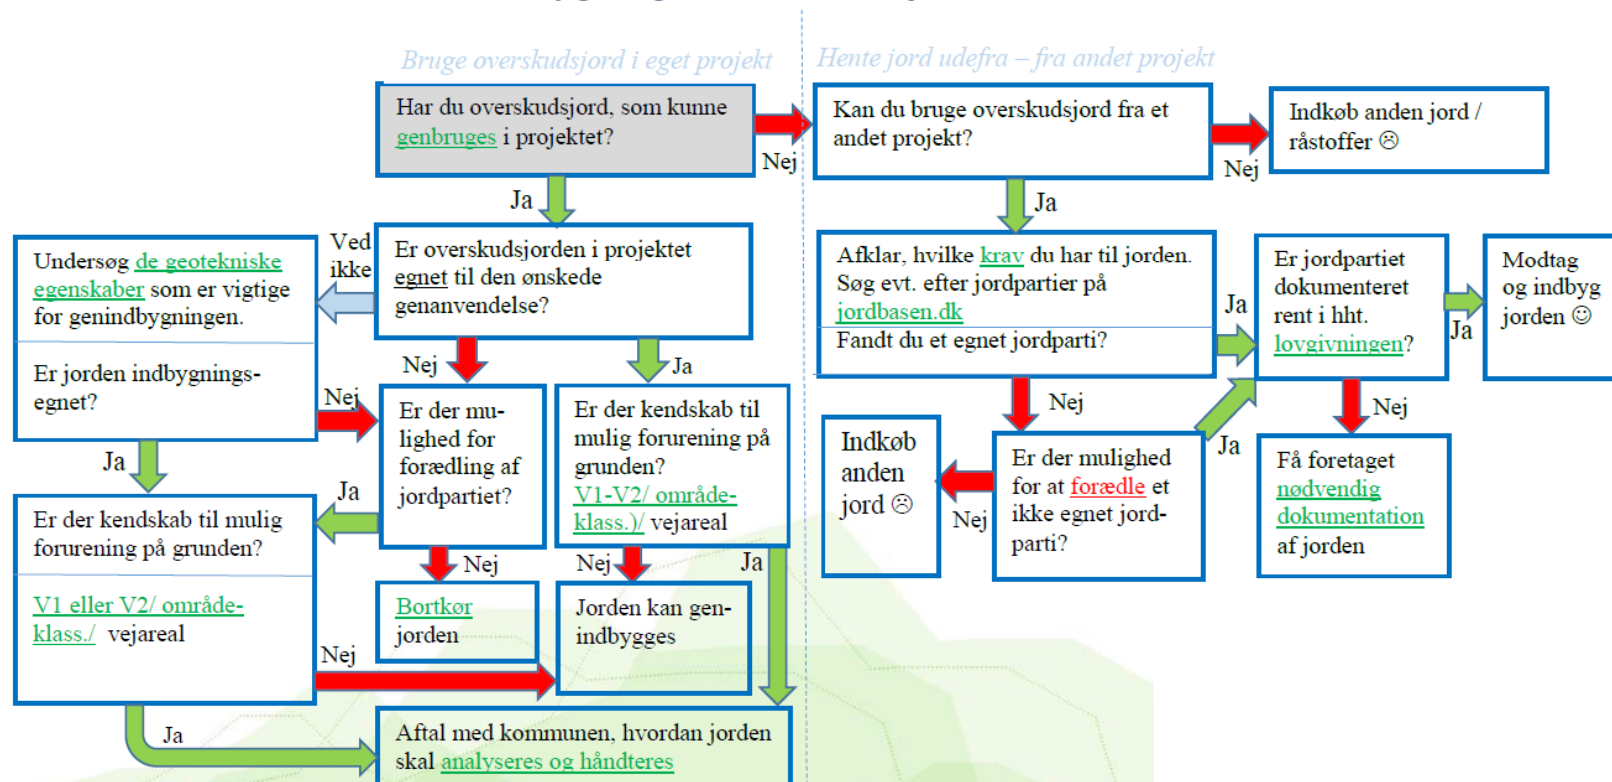 Bruge overskudsjord i eget projekt
Hente jord udefra – fra andet projekt
Har du overskudsjord, som kunne
genbruges i projektet?
Nej
Kan du bruge overskudsjord fra et
andet projekt?
Nej
Indkøb anden jord /
råstoffer ☹
Ja
Ja
Undersøg de geotekniske
egenskaber som er vigtige
for genindbygningen.
Er jorden indbygnings-
egnet?
Ved
ikke
Er overskudsjorden i projektet
egnet til den ønskede
genanvendelse?
Afklar, hvilke krav du har til jorden.
Søg evt. efter jordpartier på
jordbasen.dk
Fandt du et egnet jordparti?
Ja
Er jordpartiet
dokumenteret
rent i hht.
lovgivningen?
Ja
Modtag
og indbyg
jorden ☺
Nej
Ja
Nej
Er der mu-
lighed for
forædling af
jordpartiet?
Er der kendskab til
mulig forurening på
grunden?
V1-V2/ område-
klass.)/ vejareal
Nej
Nej
Indkøb
anden
jord ☹
Nej
Er der mulighed
for at forædle et
ikke egnet jord-
parti?
Ja
Få foretaget
nødvendig
dokumentation
af jorden
Ja
Ja
Er der kendskab til mulig
forurening på grunden?
V1 eller V2/ område-
klass./ vejareal
Nej
Nej
Ja
Bortkør
jorden
Jorden kan gen-
indbygges
Nej
Ja
Aftal med kommunen, hvordan jorden
skal analyseres og håndteres